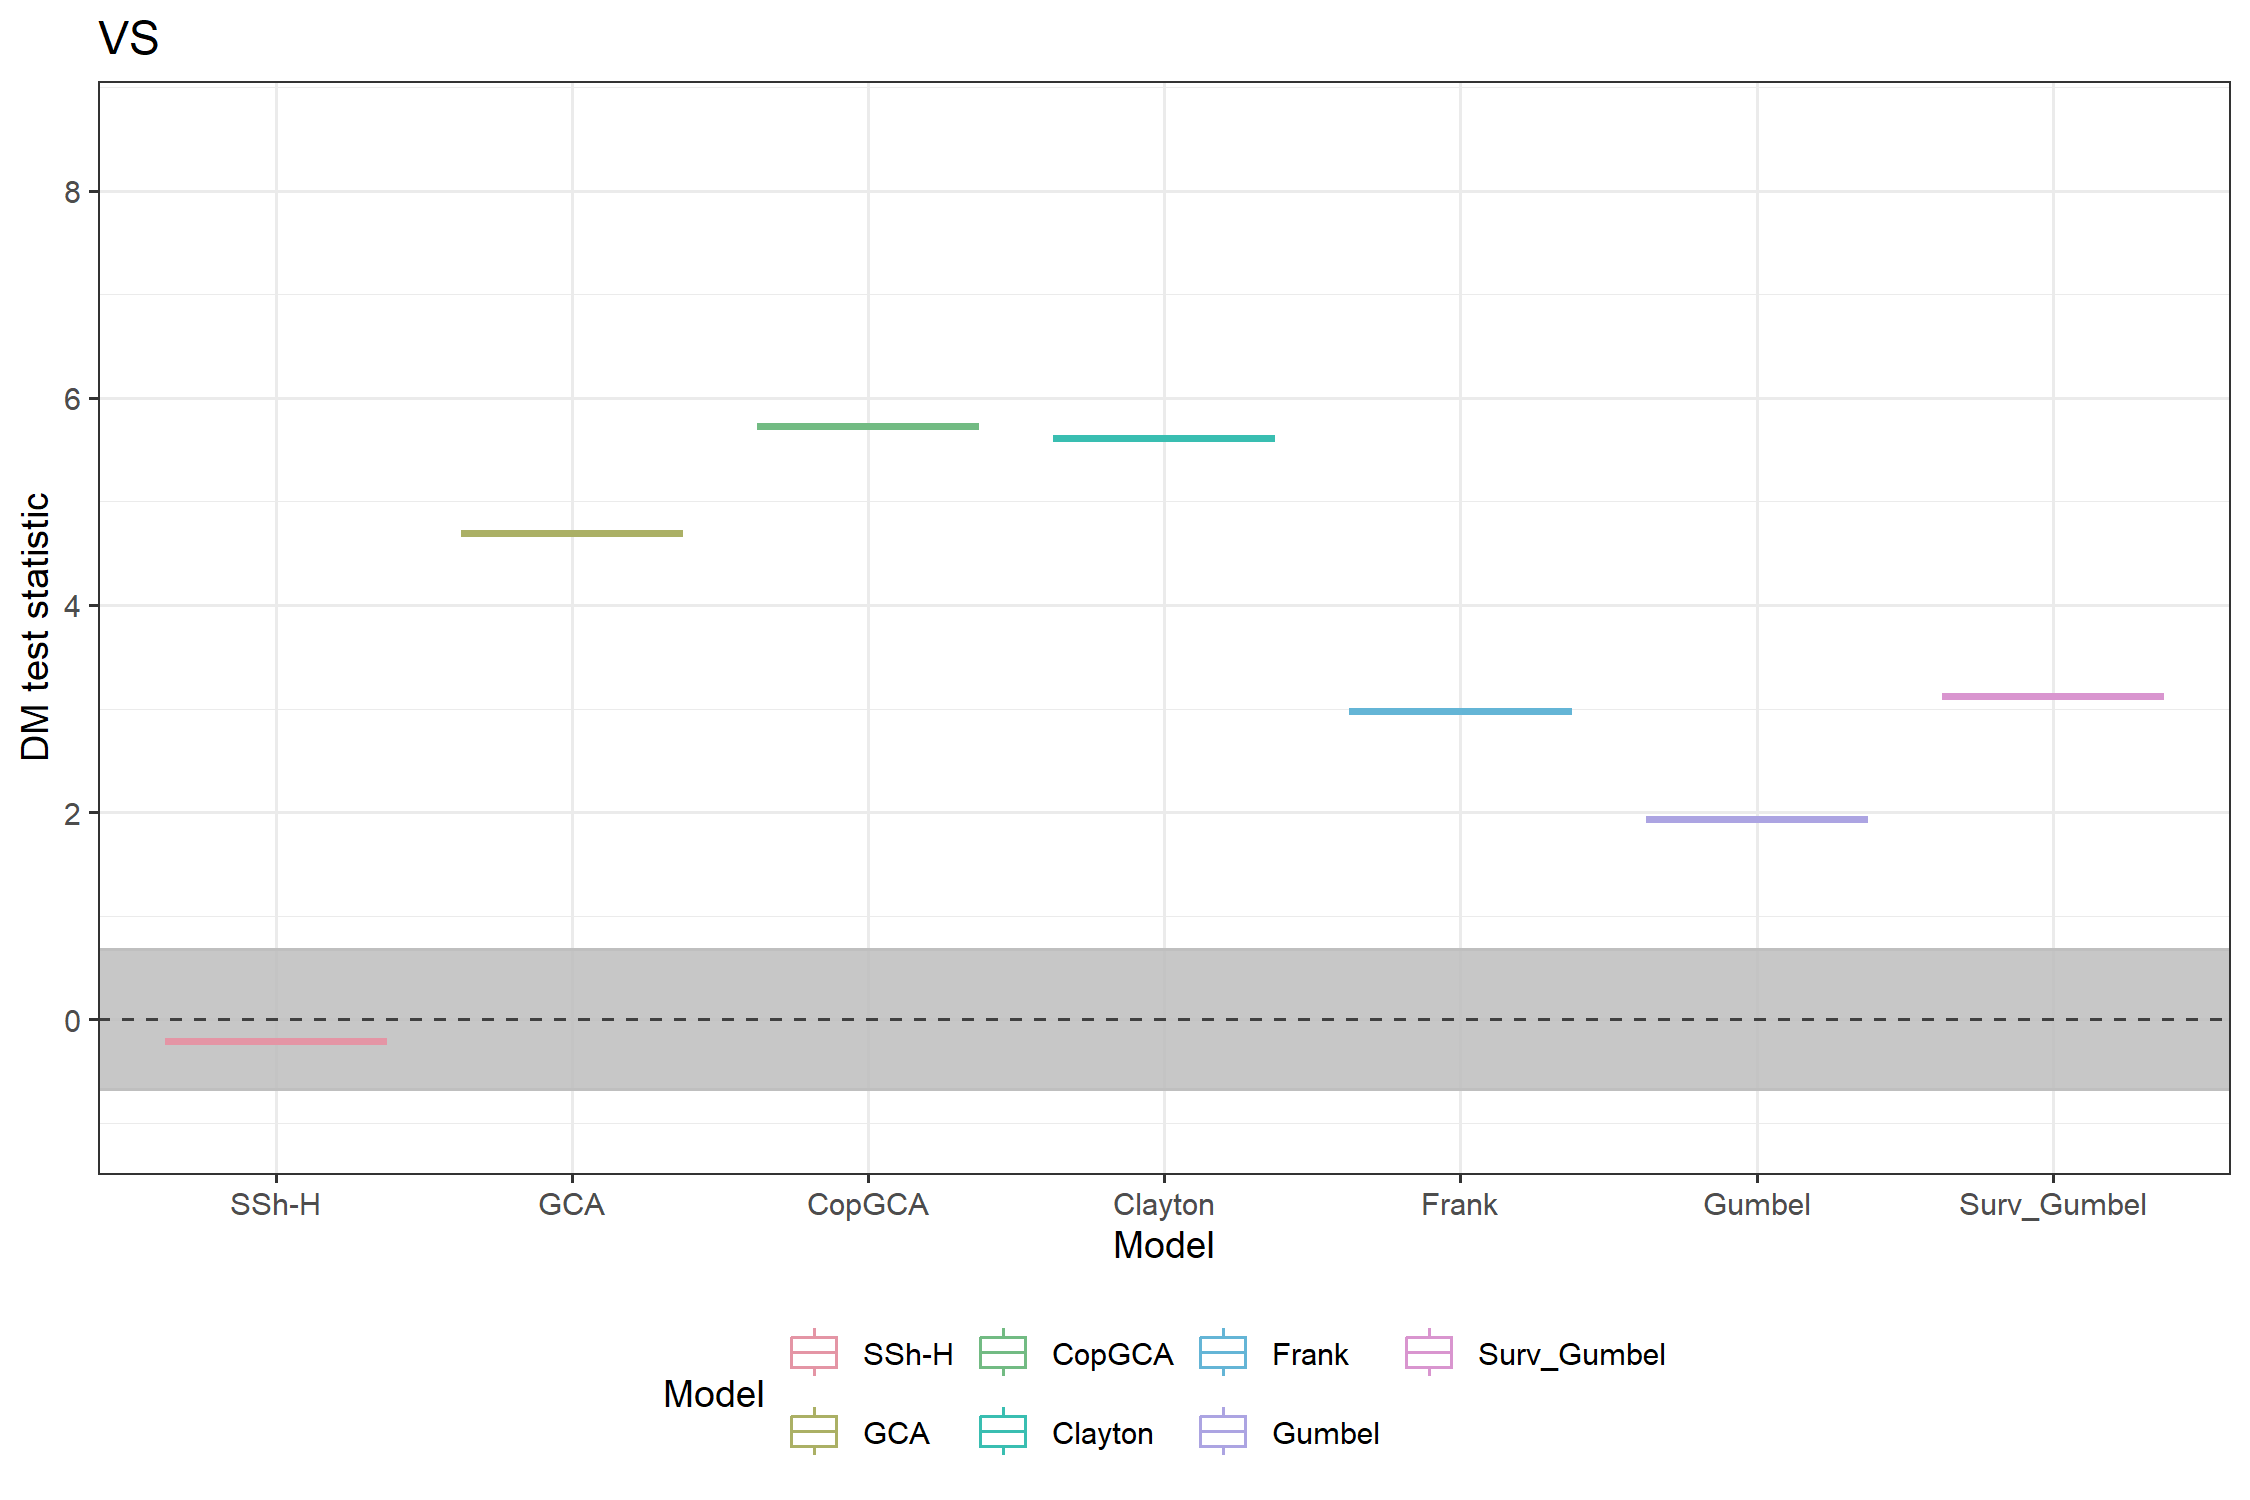 VS
8
6
4
2
0
DM test statistic
SSh-H GCA CopGCA Clayton Frank Gumbel Surv_Gumbel
Model
Model
SSh-H CopGCA Frank Surv_Gumbel
GCA Clayton Gumbel